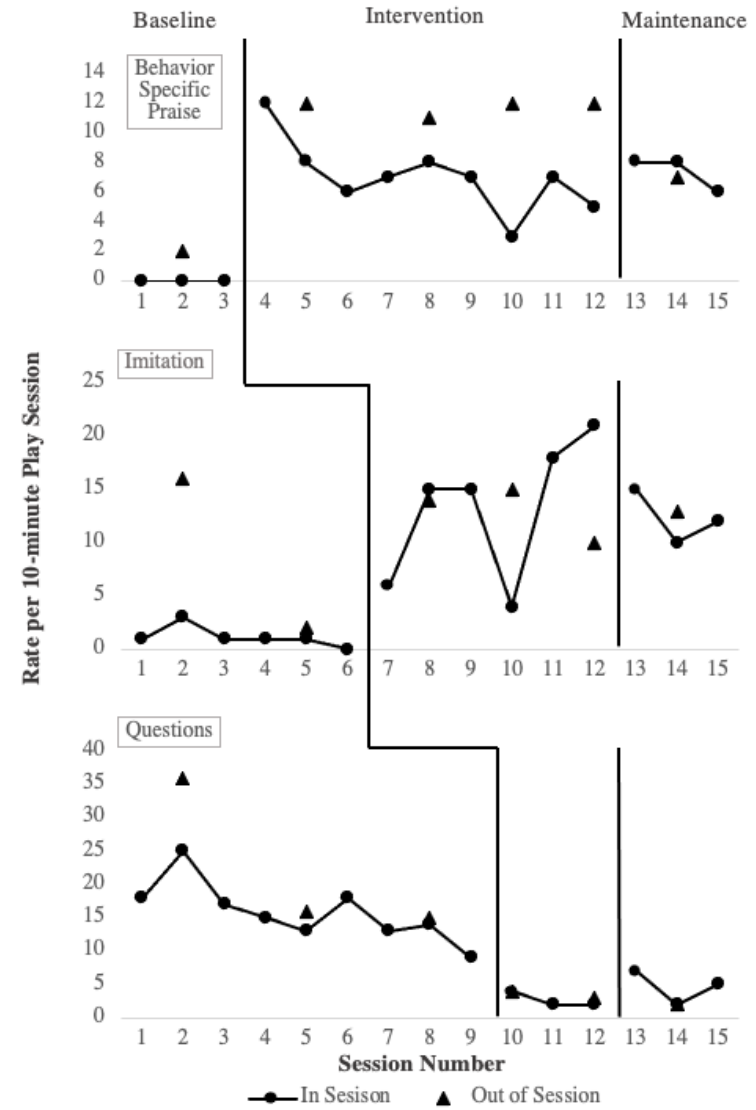 Baseline Intervention Maintenance
Behavior
Specific
Praise
14
12
10
8
6
4
2
0
1 2 3 4 5 6 7 8 9 10 11 12 13 14 15
Imitation
25
20
15
10
5
0
1 2 3 4 5 6 7 8 9 10 11 12 13 14 15
Rate per 10-minute Play Session
Questions
40
35
30
25
20
15
10
5
0
1 2 3 4 5 6 7 8 9 10 11 12 13 14 15
Session Number
In Sesison Out of Session